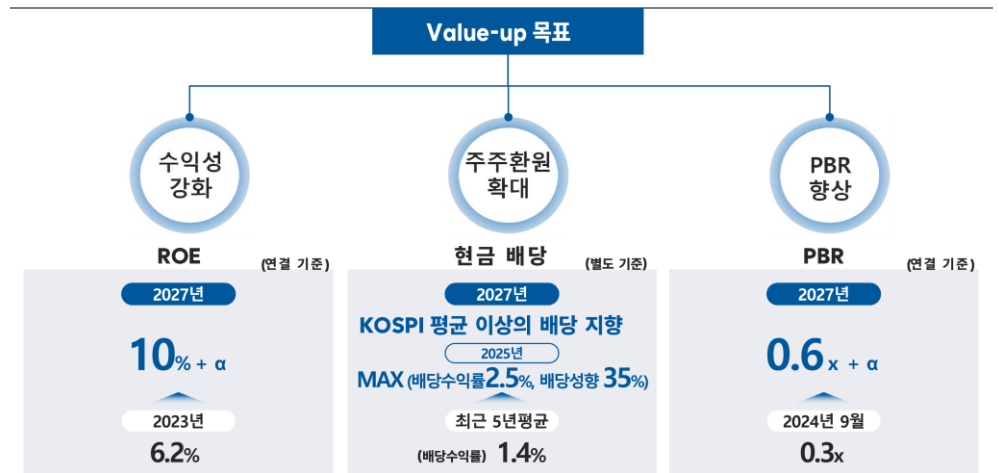 Value-up 목표
수익성
강화
주주환원
확대
PBR
향상
ROE
(연결 기준)
2027년
10% + α
2023년
6.2%
현금 배당
(별도 기준)
2027년
KOSPI 평균 이상의 배당 지향
2025년
MAX (배당수익률2.5%, 배당성향 35%)
최근 5년평균
(배당수익률) 1.4%
PBR
(연결 기준)
2027년
0.6 x + α
2024년 9월
0.3x